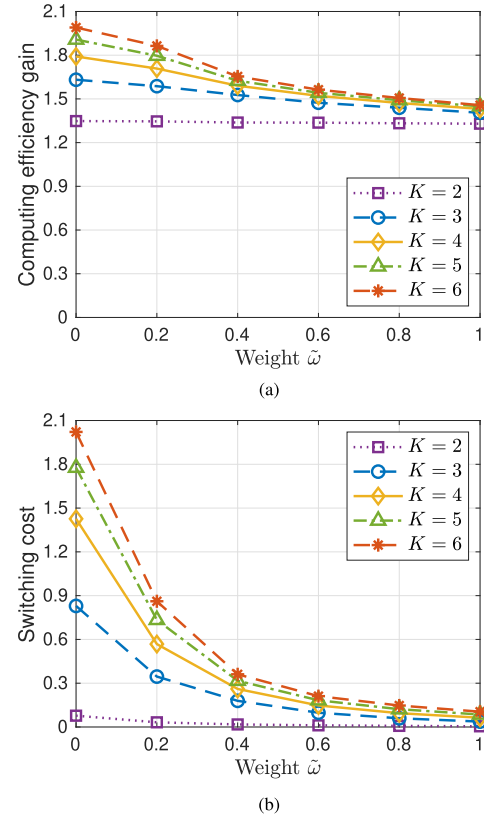 2.1
1.8
1.5
1.2
0.9
0.6
0.3
0
Computing efficiency gain
K = 2
K = 3
K = 4
K = 5
K = 6
0 0.2 0.4 0.6 0.8 1
Weight ω̃
(a)
2.1
1.8
1.5
1.2
0.9
0.6
0.3
0
Switching cost
K = 2
K = 3
K = 4
K = 5
K = 6
0 0.2 0.4 0.6 0.8 1
Weight ω̃
(b)